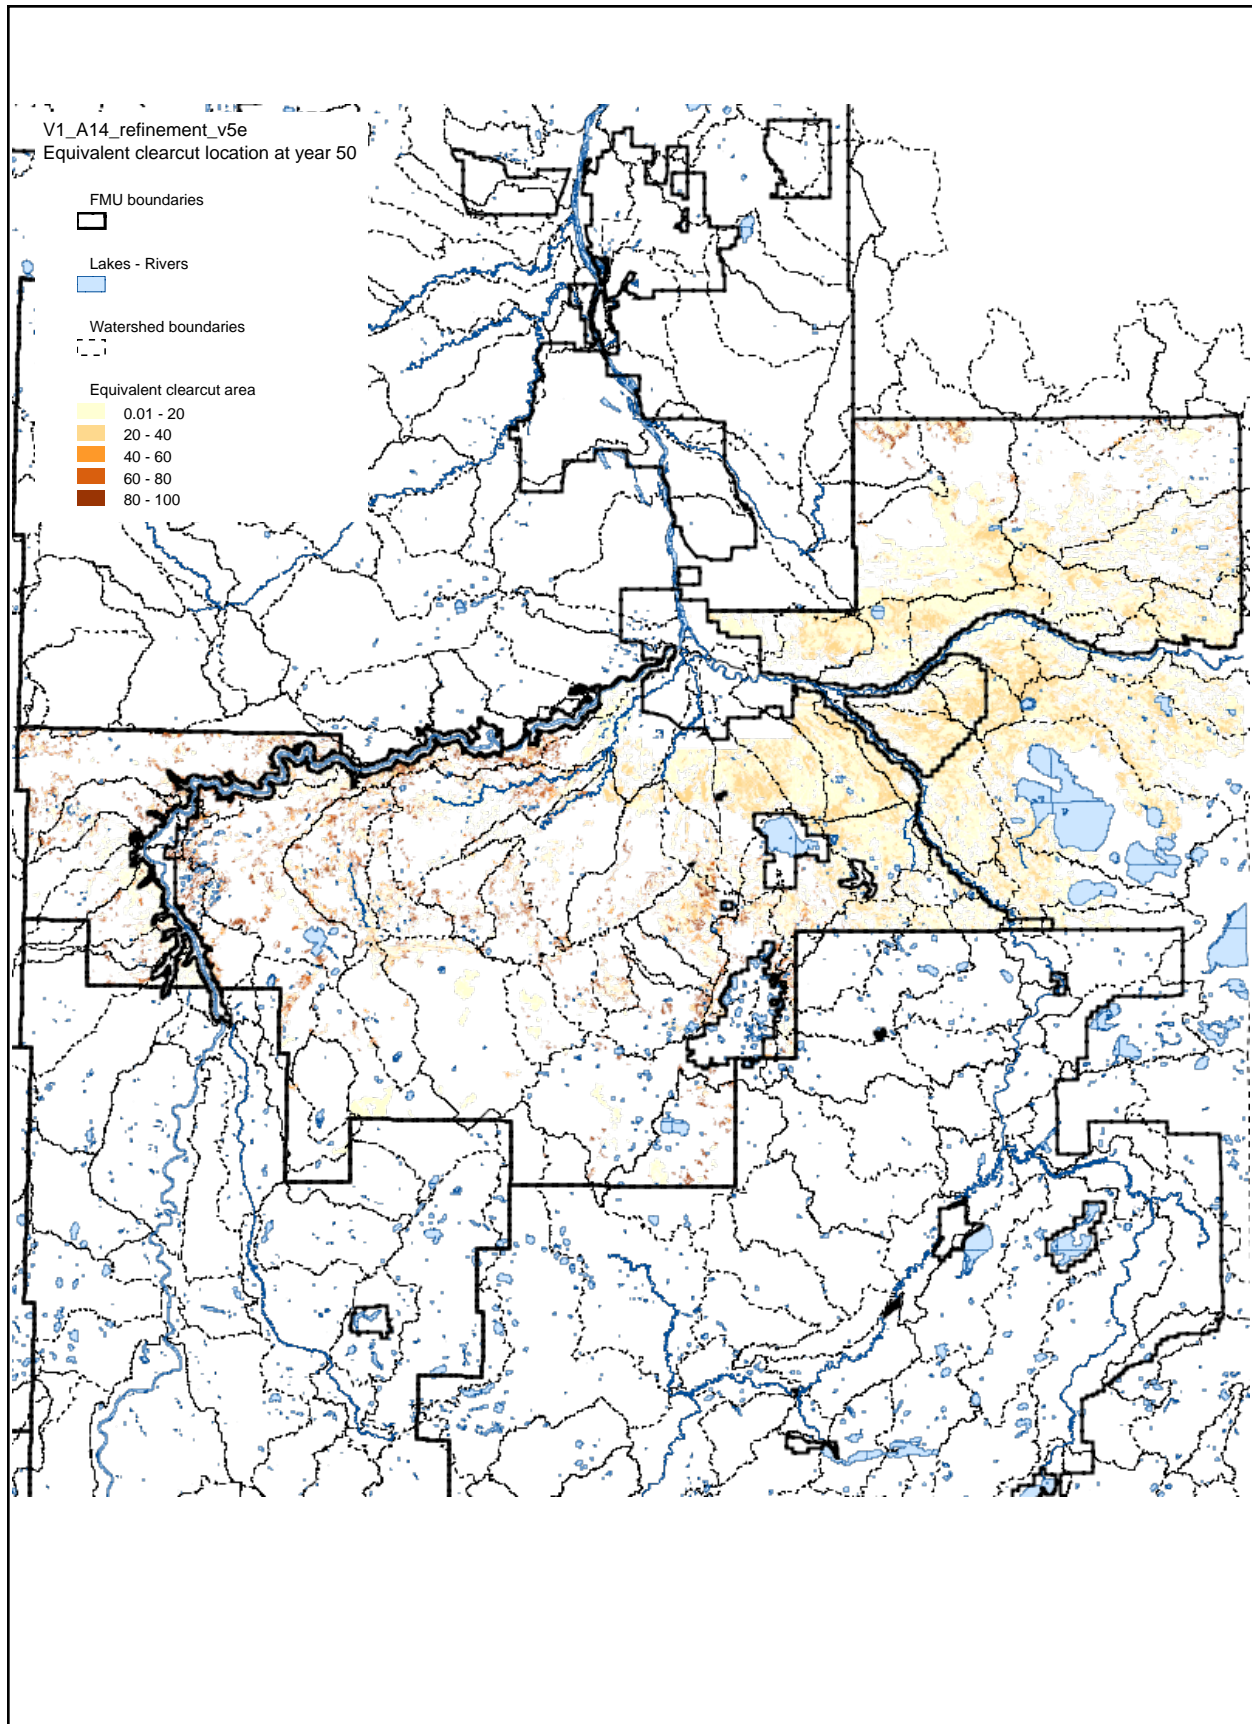 V1_A14_refinement_v5e
Equivalent clearcut location at year 50
FMU boundaries
Lakes - Rivers
Watershed boundaries
Equivalent clearcut area
0.01 - 20
20 - 40
40 - 60
60 - 80
80 - 100